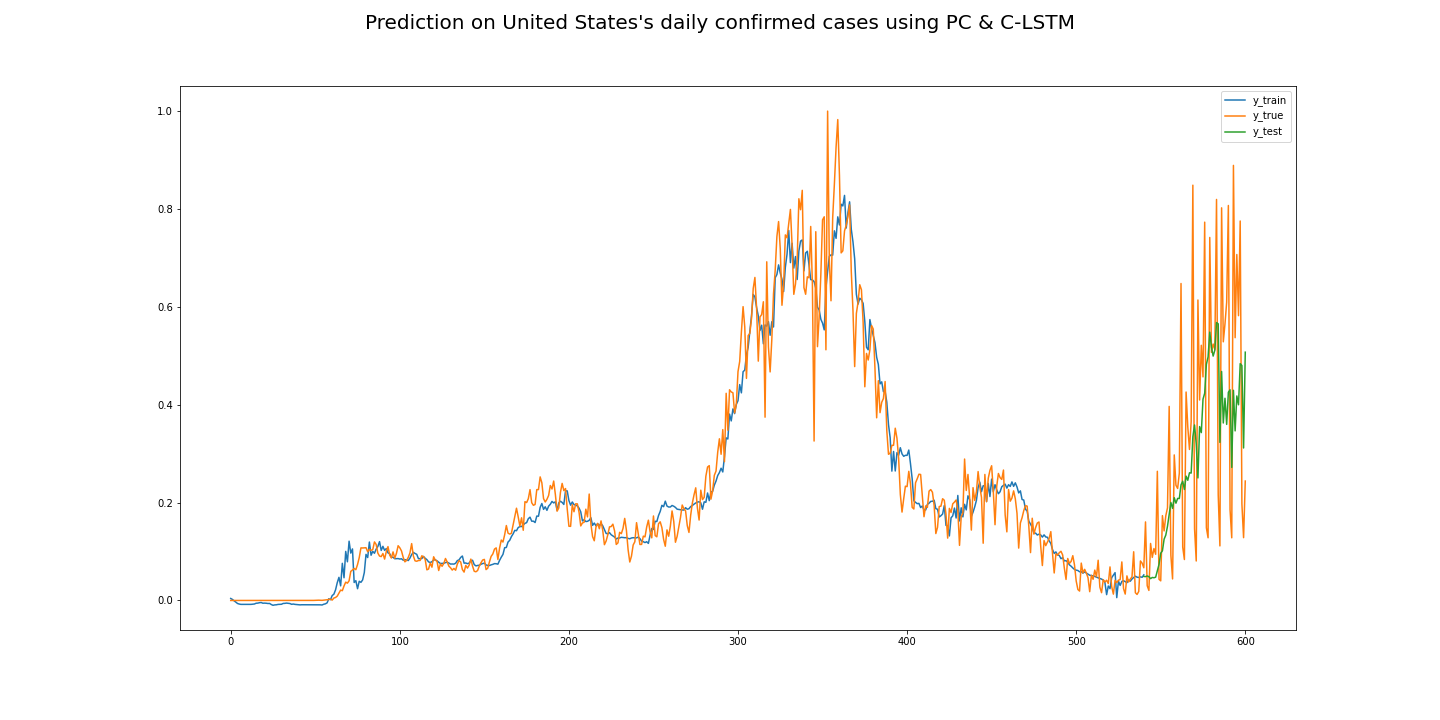 Prediction on United States's daily confirmed cases using PC & C-LSTM
y_train
y_true
y_test
1.0
0.8
0.6
0.4
0.2
0.0
0 100 200 300 400 500 600